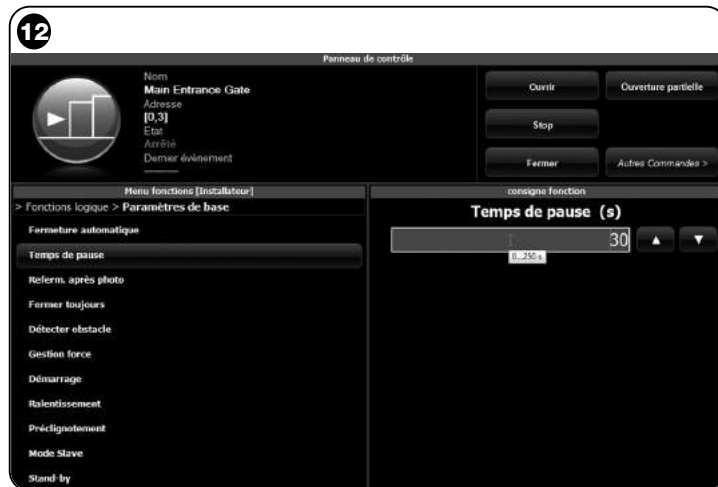 12
Panneau de contrôle
Nom
Main Entrance Gate
Adresse
[0,3]
Etat
Arrêté
Dernier événement
Ouvrir
Ouverture partielle
Stop
Fermer
Autres Commandes >
Menu fonctions [Installateur]
> Fonctions logique > Paramètres de base
Fermeture automatique
Temps de pause
Referm. après photo
Fermer toujours
Détecter obstacle
Gestion force
Démarrage
Ralentissement
Préclignotement
Mode Slave
Stand-by
consigne fonction
Temps de pause (s)
30
0...250 s